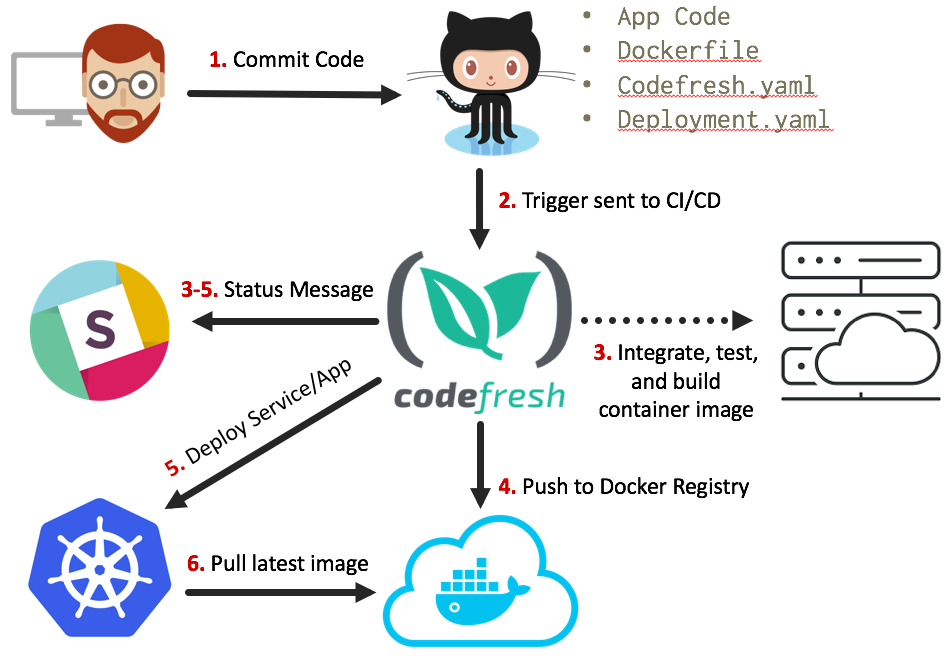 1. Commit Code
• App Code
• Dockerfile
• Codefresh.yaml
• Deployment.yaml
2. Trigger sent to CI/CD
3-5. Status Message
S
codefresh
3. Integrate, test,
and build
container image
5. Deploy Service/App
4. Push to Docker Registry
6. Pull latest image